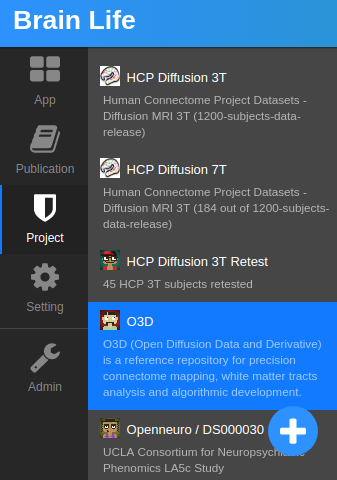 Brain Life
App
Publication
Project
Setting
Admin
HCP Diffusion 3T
Human Connectome Project Datasets -
Diffusion MRI 3T (1200-subjects-data-
release)
HCP Diffusion 7T
Human Connectome Project Datasets -
Diffusion MRI 3T (184 out of 1200-subjects-
data-release)
HCP Diffusion 3T Retest
45 HCP 3T subjects retested
O3D
O3D (Open Diffusion Data and Derivative)
is a reference repository for precision
connectome mapping, white matter tracts
analysis and algorithmic development.
Openneuro / DS000030
UCLA Consortium for
Phenomics LA5c Study